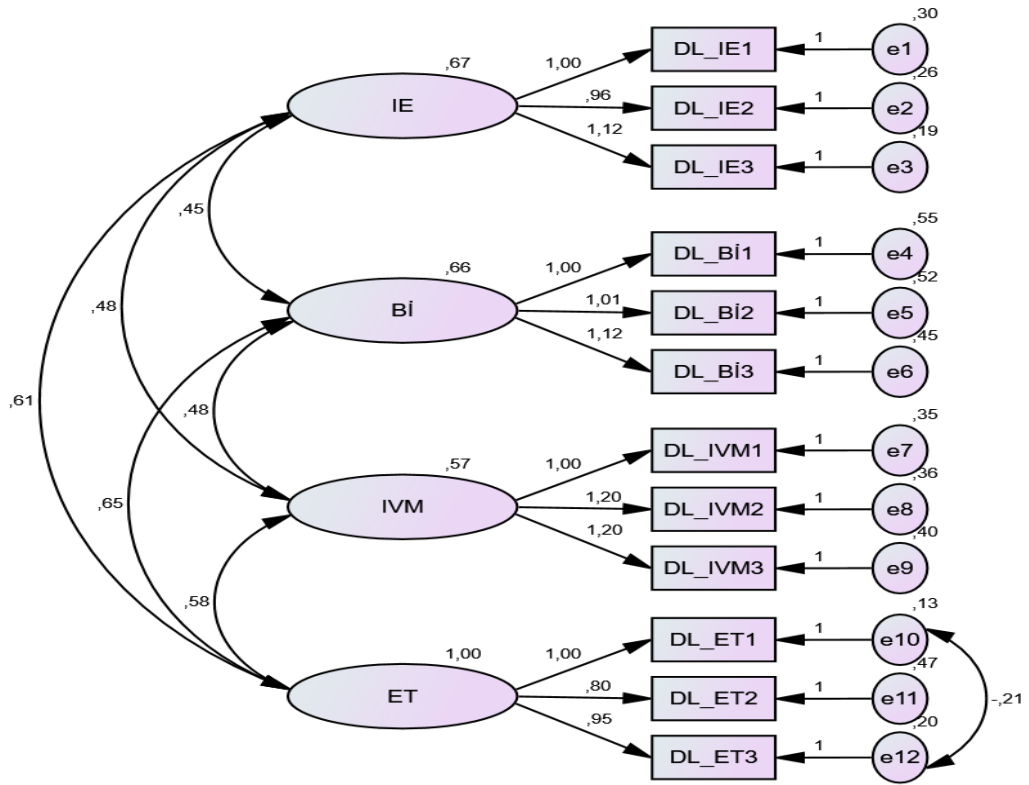 ,30
,67
1,00
DL_IE1
1
e1
,26
IE
,96
DL_IE2
1
e2
,19
1,12
DL_IE3
1
e3
,45
,55
,66
1,00
DL_Bİ1
1
e4
,52
,48
Bİ
1,01
DL_Bİ2
1
e5
,45
1,12
DL_Bİ3
1
e6
,61
,48
,35
,57
1,00
DL_IVM1
1
e7
,36
,65
IVM
1,20
DL_IVM2
1
e8
,40
1,20
DL_IVM3
1
e9
,58
,13
1,00
1,00
DL_ET1
1
e10
,47
ET
,80
DL_ET2
1
e11
-,21
,20
,95
DL_ET3
1
e12